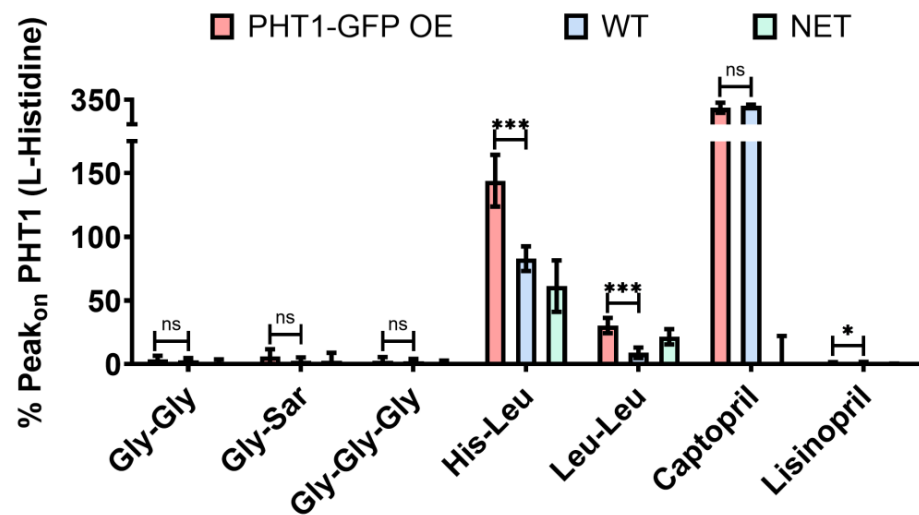 PHT1-GFP OE WT NET
% Peakon PHT1 (L-Histidine)
350
150
100
50
0
ns
ns
ns
***
***
ns
*
Gly-Gly
Gly-Sar
Gly-Gly-Gly
His-Leu
Leu-Leu
Captopril
Lisinopril